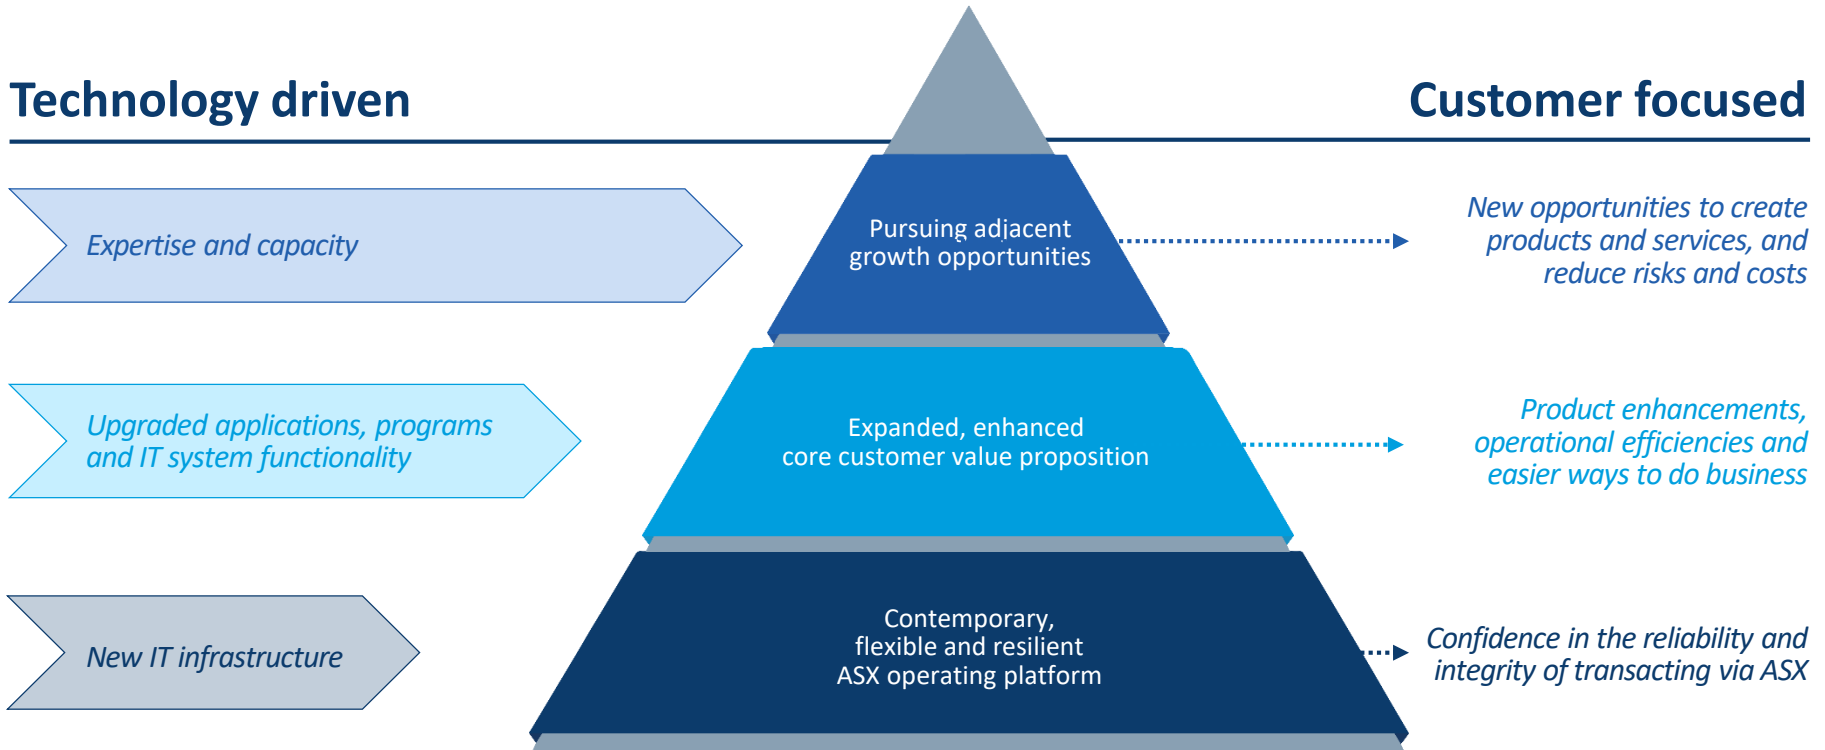 Technology driven
Customer focused
Expertise and capacity
Pursuing adjacent
growth opportunities
New opportunities to create
products and services, and
reduce risks and costs
Upgraded applications, programs
and IT system functionality
Expanded, enhanced
core customer value proposition
Product enhancements,
operational efficiencies and
easier ways to do business
New IT infrastructure
Contemporary,
flexible and resilient
ASX operating platform
Confidence in the reliability and
integrity of transacting via ASX